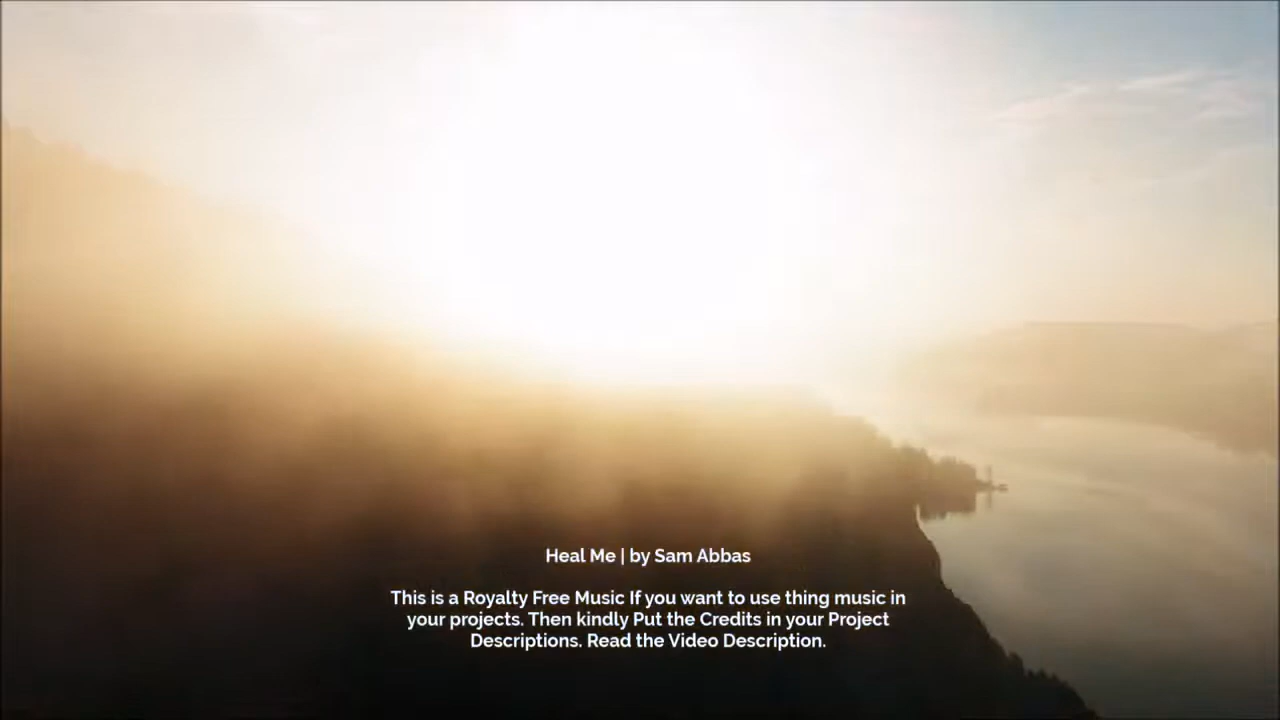 Heal Me | by Sam Abbas
This is a Royalty Free Music If you want to use thing music in
your projects. Then kindly Put the Credits in your Project
Descriptions. Read the Video Description.